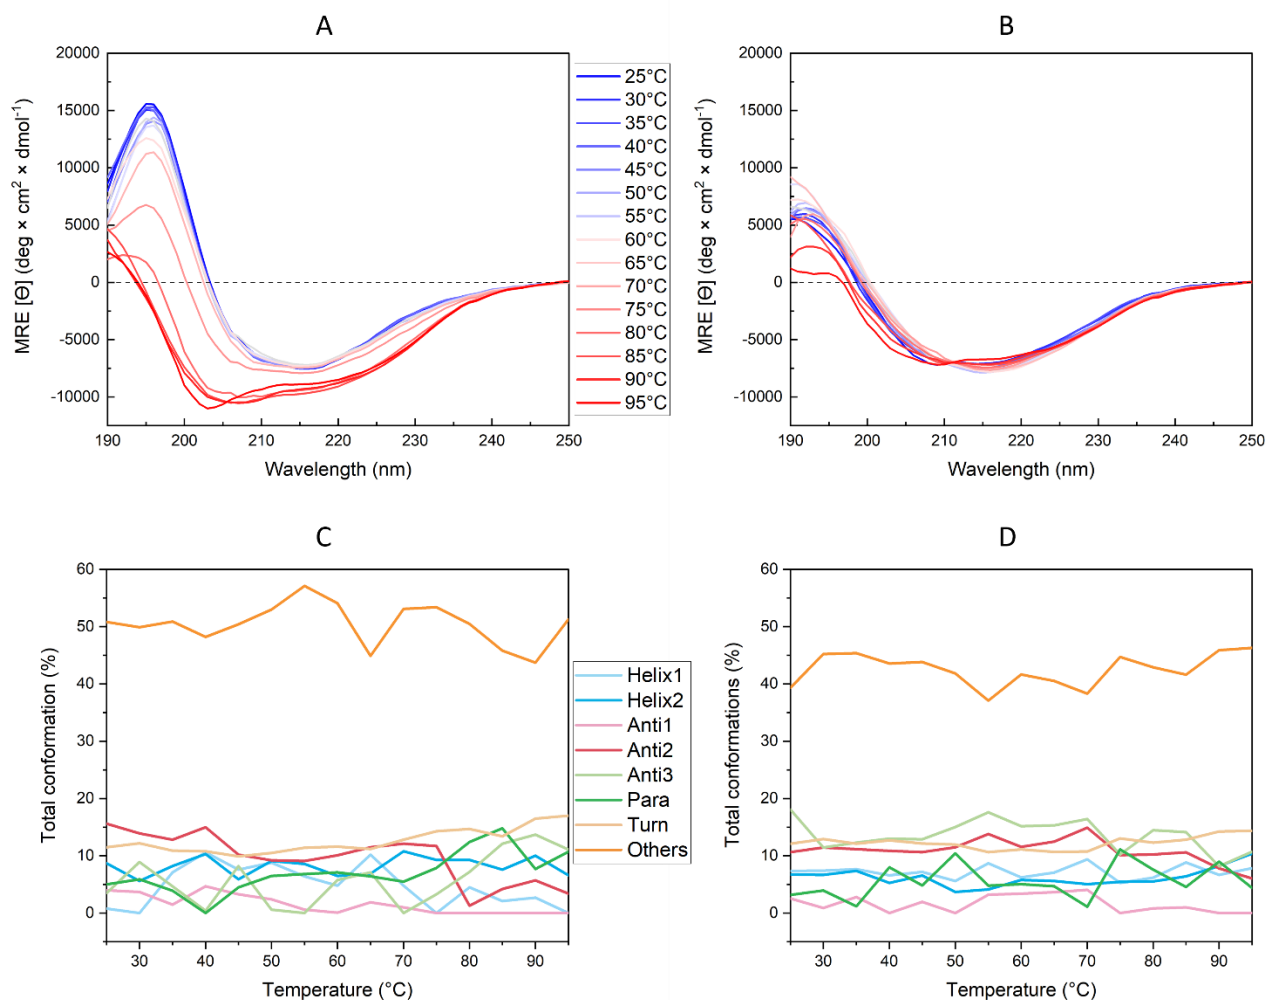 A
B
20000
15000
10000
5000
0
-5000
-10000
MRE [Θ] (deg × cm² × dmol⁻¹)
190
200
210
220
230
240
250
Wavelength (nm)
25°C
30°C
35°C
40°C
45°C
50°C
55°C
60°C
65°C
70°C
75°C
80°C
85°C
90°C
95°C
20000
15000
10000
5000
0
-5000
-10000
MRE [Θ] (deg × cm² × dmol⁻¹)
190
200
210
220
230
240
250
Wavelength (nm)
C
D
60
50
40
30
20
10
0
Total conformation (%)
30
40
50
60
70
80
90
Temperature (°C)
Helix1
Helix2
Anti1
Anti2
Anti3
Para
Turn
Others
60
50
40
30
20
10
0
Total conformations (%)
30
40
50
60
70
80
90
Temperature (°C)